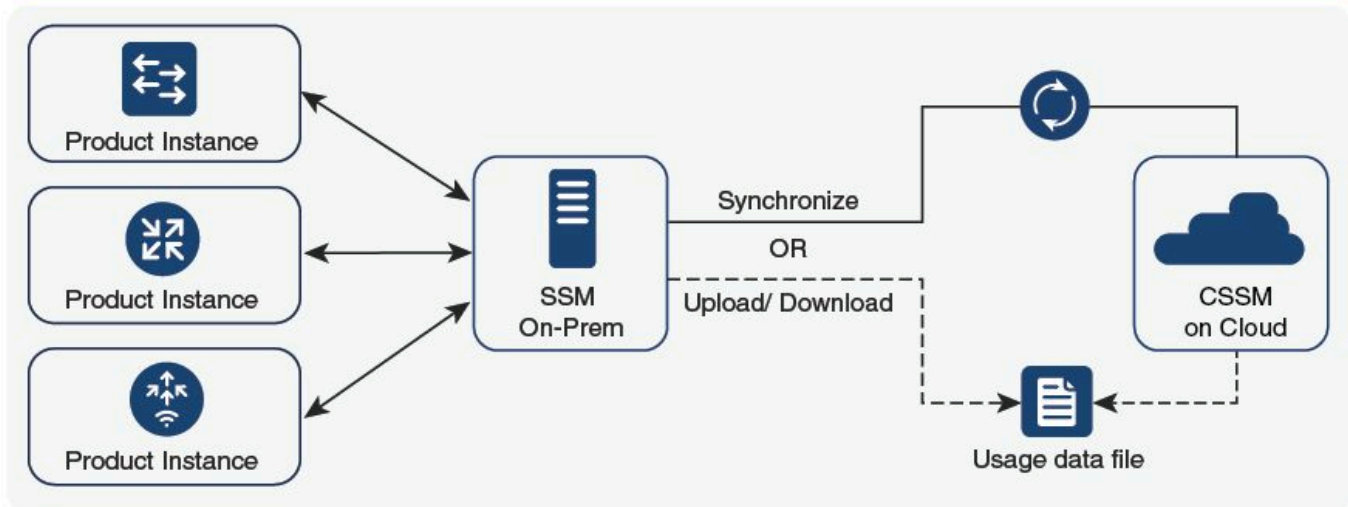 Product Instance
Product Instance
Product Instance
SSM
On-Prem
Synchronize
OR
Upload/ Download
CSSM
on Cloud
Usage data file